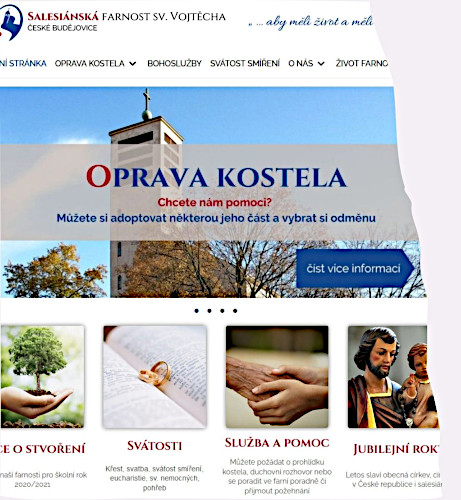 SALESIÁNSKÁ FARNOST SV. VOJTĚCHA
ČESKÉ BUDĚJOVICE
„ ... aby měli život a měli
STRÁNKA OPRAVA KOSTELA BOHOSLUŽBY SVÁTOST SMÍŘENÍ O NÁS ŽIVOT FARNO
OPRAVA KOSTELA
Chcete nám pomoci?
Můžete si adoptovat některou jeho část a vybrat si odměnu
číst více informací
O STVOŘENÍ
SVÁTOSTI
SLUŽBA A POMOC
JUBILEJNÍ ROK
naší farnosti pro školní rok
2020/2021
Křest, svatba, svátost smíření,
eucharistie, sv. nemocných,
pohřeb
Můžete požádat o prohlídku
kostela, duchovní rozhovor nebo
se poradit ve farní poradně či
přijmout požehnání
Letos slaví obecná církev, cír
v České republice i salesián